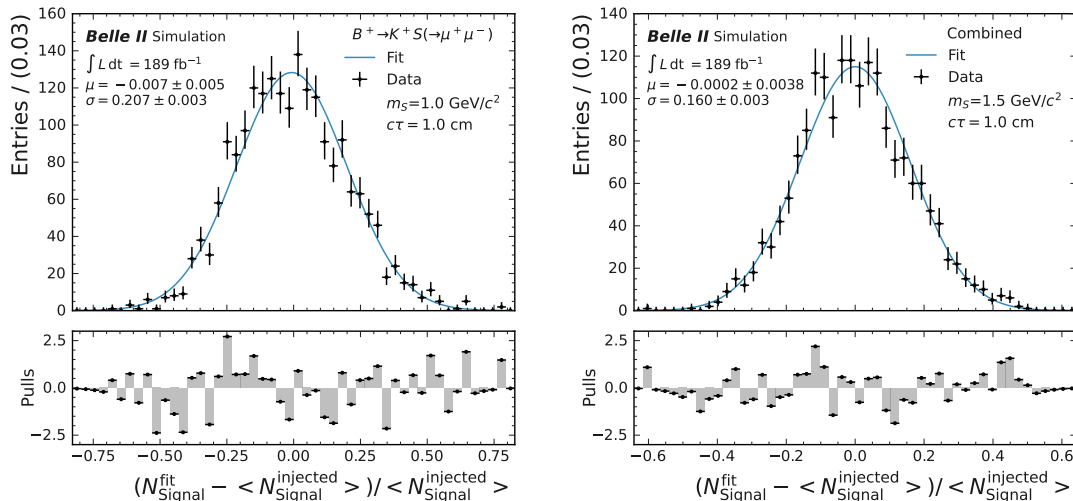 Belle II Simulation
∫ L dt = 189 fb⁻¹
μ = −0.007 ± 0.005
σ = 0.207 ± 0.003
B⁺→K⁺S(→μ⁺μ⁻)
Fit
Data
m_S=1.0 GeV/c²
cτ = 1.0 cm
Entries / (0.03)
160
140
120
100
80
60
40
20
0
Pulls
2.5
0.0
−2.5
−0.75 −0.50 −0.25 0.00 0.25 0.50 0.75
(N^fit_Signal − < N^injected_Signal >)/< N^injected_Signal >
Belle II Simulation
∫ L dt = 189 fb⁻¹
μ = −0.0002 ± 0.0038
σ = 0.160 ± 0.003
Combined
Fit
Data
m_S=1.5 GeV/c²
cτ = 1.0 cm
Entries / (0.03)
140
120
100
80
60
40
20
0
Pulls
2.5
0.0
−2.5
−0.6 −0.4 −0.2 0.0 0.2 0.4 0.6
(N^fit_Signal − < N^injected_Signal >)/< N^injected_Signal >